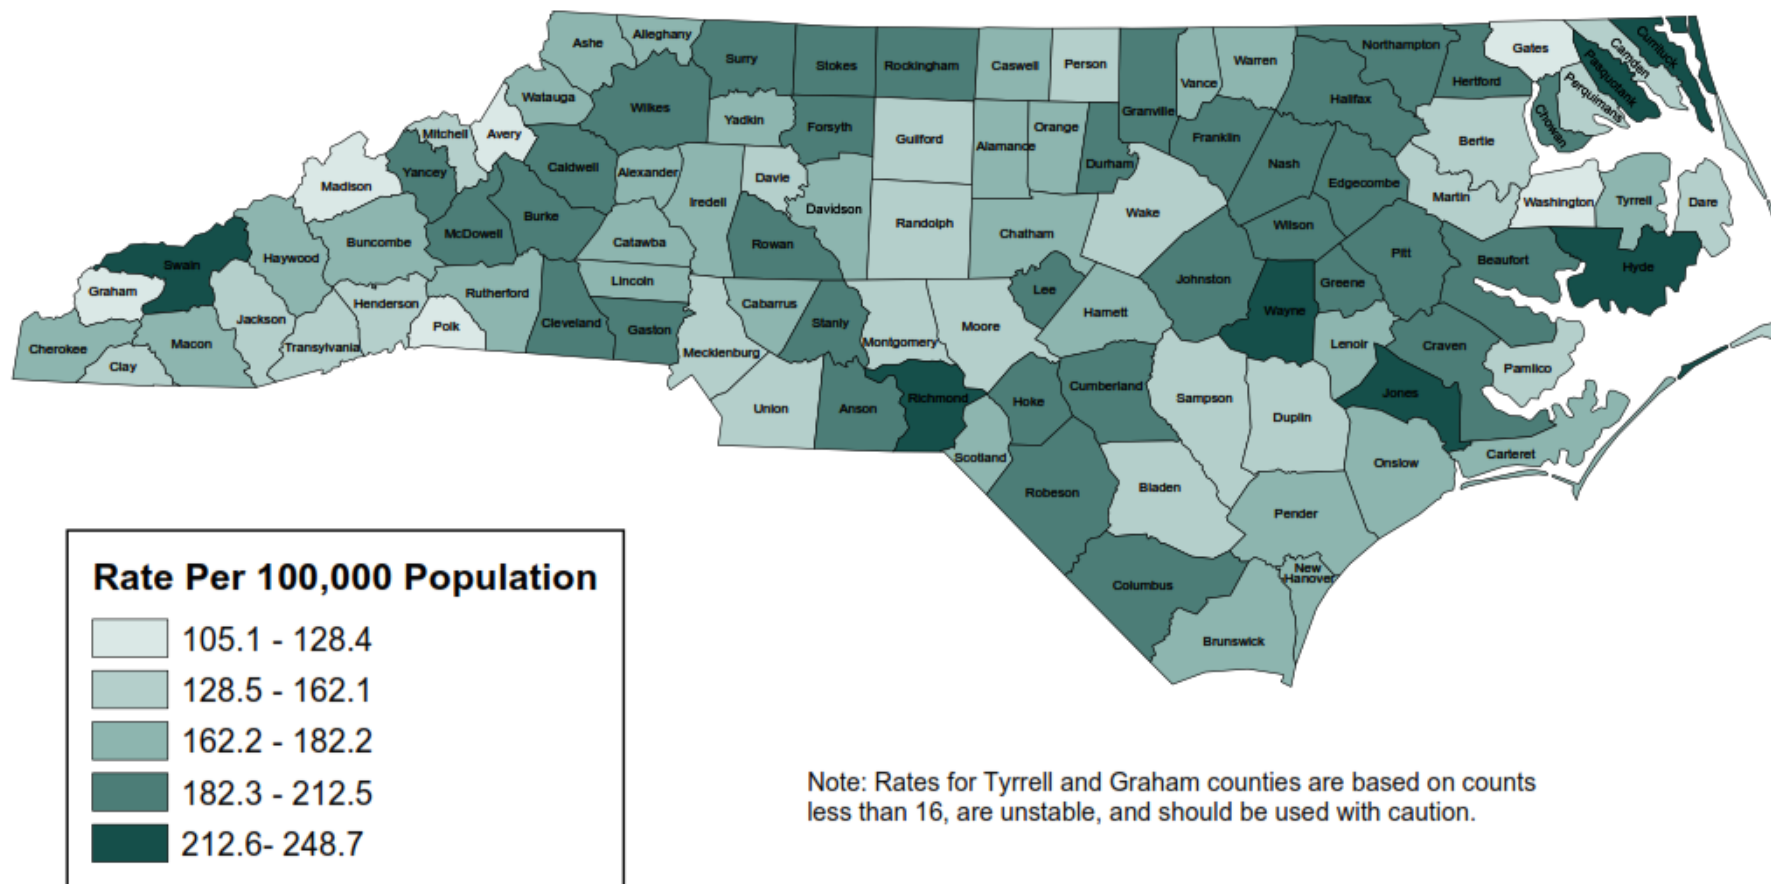 Ashe
Alleghany
Surry
Stokes
Rockingham
Caswell
Person
Granville
Vance
Warren
Northampton
Hertford
Gates
Camden
Currituck
Pasquotank
Perquimans
Chowan
Halifax
Bertie
Watauga
Wilkes
Yadkin
Forsyth
Guilford
Alamance
Orange
Durham
Franklin
Nash
Edgecombe
Martin
Washington
Tyrrell
Dare
Mitchell
Avery
Yancey
Caldwell
Alexander
Iredell
Davie
Davidson
Randolph
Chatham
Wake
Wilson
Madison
Buncombe
McDowell
Burke
Catawba
Rowan
Johnston
Pitt
Beaufort
Hyde
Swain
Haywood
Graham
Jackson
Henderson
Rutherford
Cleveland
Lincoln
Gaston
Cabarrus
Stanly
Montgomery
Moore
Lee
Harnett
Wayne
Greene
Lenoir
Craven
Pamlico
Cherokee
Clay
Macon
Transylvania
Polk
Mecklenburg
Union
Anson
Richmond
Hoke
Cumberland
Sampson
Duplin
Jones
Carteret
Onslow
Scotland
Robeson
Bladen
Pender
Columbus
New
Hanover
Brunswick
Rate Per 100,000 Population
105.1 - 128.4
128.5 - 162.1
162.2 - 182.2
182.3 - 212.5
212.6- 248.7
Note: Rates for Tyrrell and Graham counties are based on counts
less than 16, are unstable, and should be used with caution.